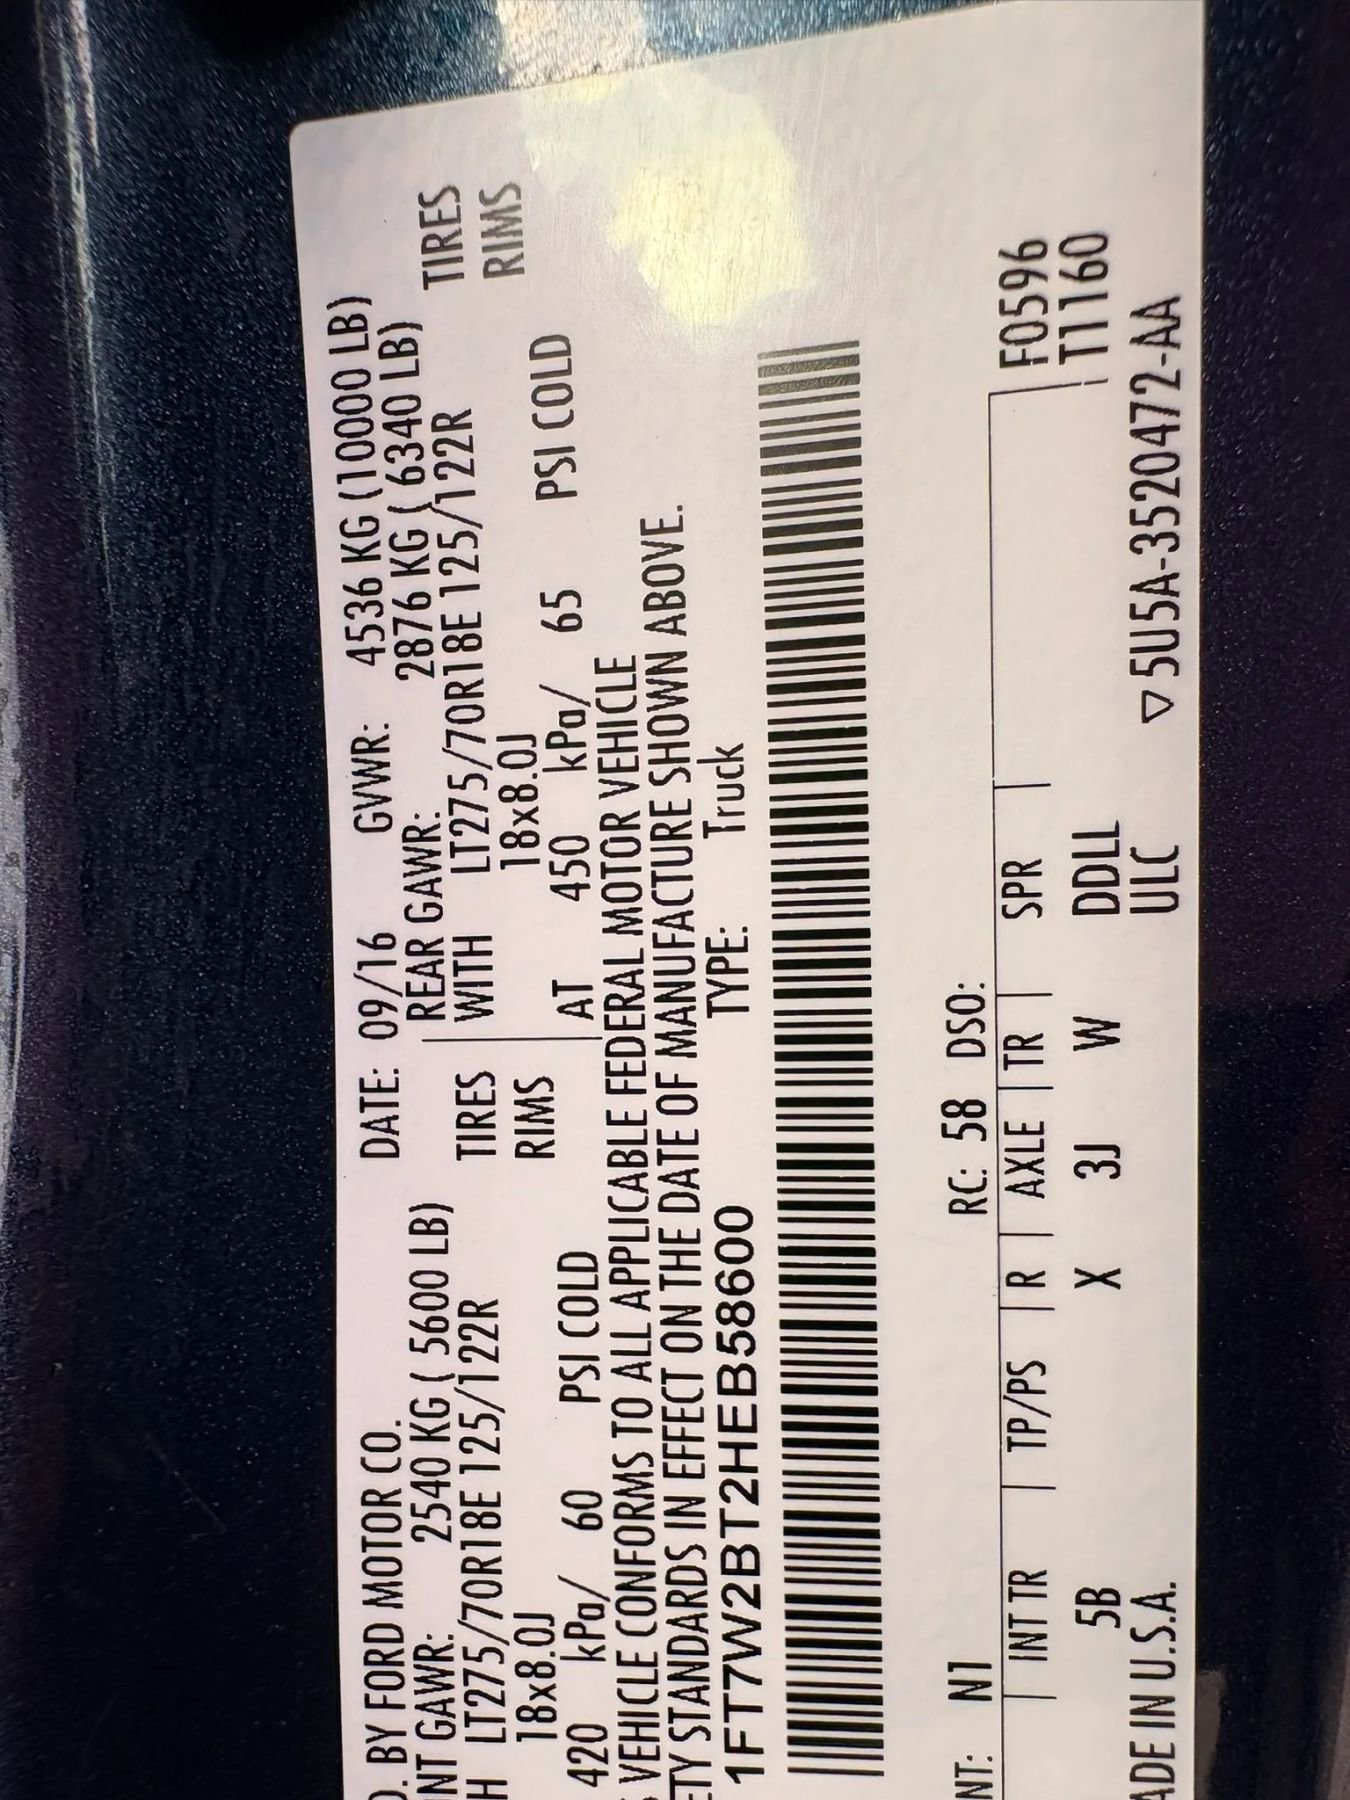 D. BY FORD MOTOR CO. DATE: 09/16 GVWR: 4536 KG (10000 LB)
NT GAWR: 2540 KG ( 5600 LB) REAR GAWR: 2876 KG ( 6340 LB)
H LT275/70R18E 125/122R TIRES WITH LT275/70R18E 125/122R TIRES
18x8.0J RIMS 18x8.0J RIMS
420 kPa/ 60 PSI COLD AT 450 kPa/ 65 PSI COLD
VEHICLE CONFORMS TO ALL APPLICABLE FEDERAL MOTOR VEHICLE
ETY STANDARDS IN EFFECT ON THE DATE OF MANUFACTURE SHOWN ABOVE.
1FT7W2BT2HEB58600 TYPE: Truck
NT: N1 RC: 58 DSO:
INT TR TP/PS R AXLE TR SPR F0596
5B X 3J W DDLL T1160
ADE IN U.S.A. ULC ▽5U5A-3520472-AA